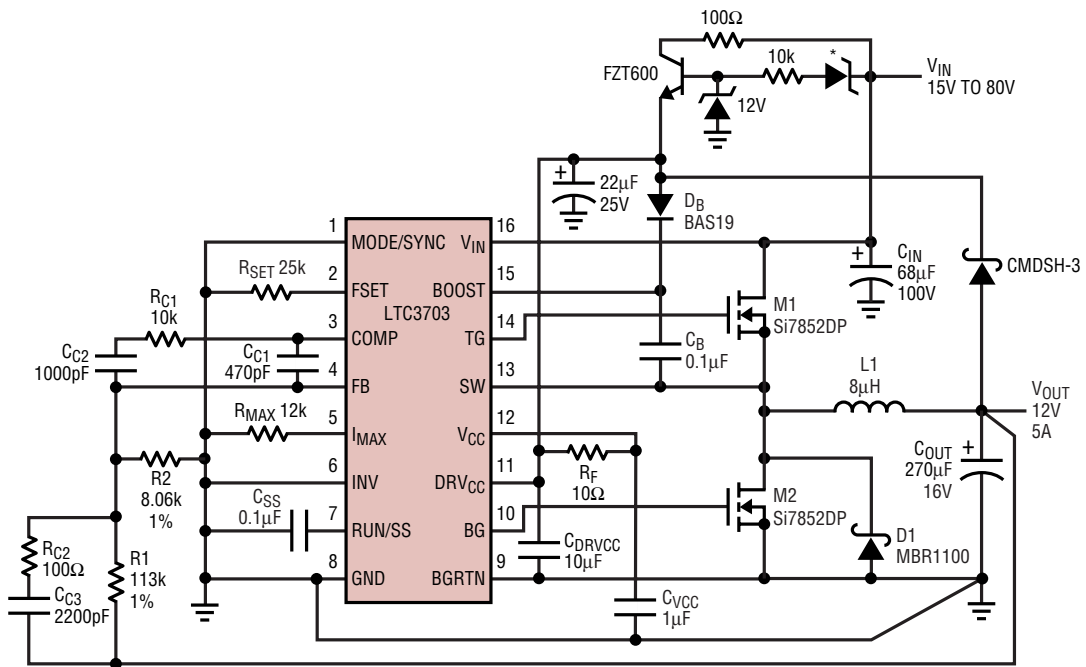 100Ω
FZT600
10k
*
12V
VIN
15V TO 80V
+
22μF
25V
DB
BAS19
1
MODE/SYNC
VIN
16
RSET 25k
2
FSET
BOOST
15
LTC3703
RC1
10k
3
COMP
TG
14
CC2
1000pF
CC1
470pF
4
FB
SW
13
RMAX 12k
5
IMAX
VCC
12
R2
8.06k
1%
6
INV
DRVCC
11
CSS
0.1μF
7
RUN/SS
BG
10
8
GND
BGRTN
9
RC2
100Ω
CC3
2200pF
R1
113k
1%
M1
Si7852DP
CB
0.1μF
+
CIN
68μF
100V
CMDSH-3
L1
8μH
VOUT
12V
5A
RF
10Ω
M2
Si7852DP
COUT
270μF
16V
+
D1
MBR1100
CDRVCC
10μF
CVCC
1μF